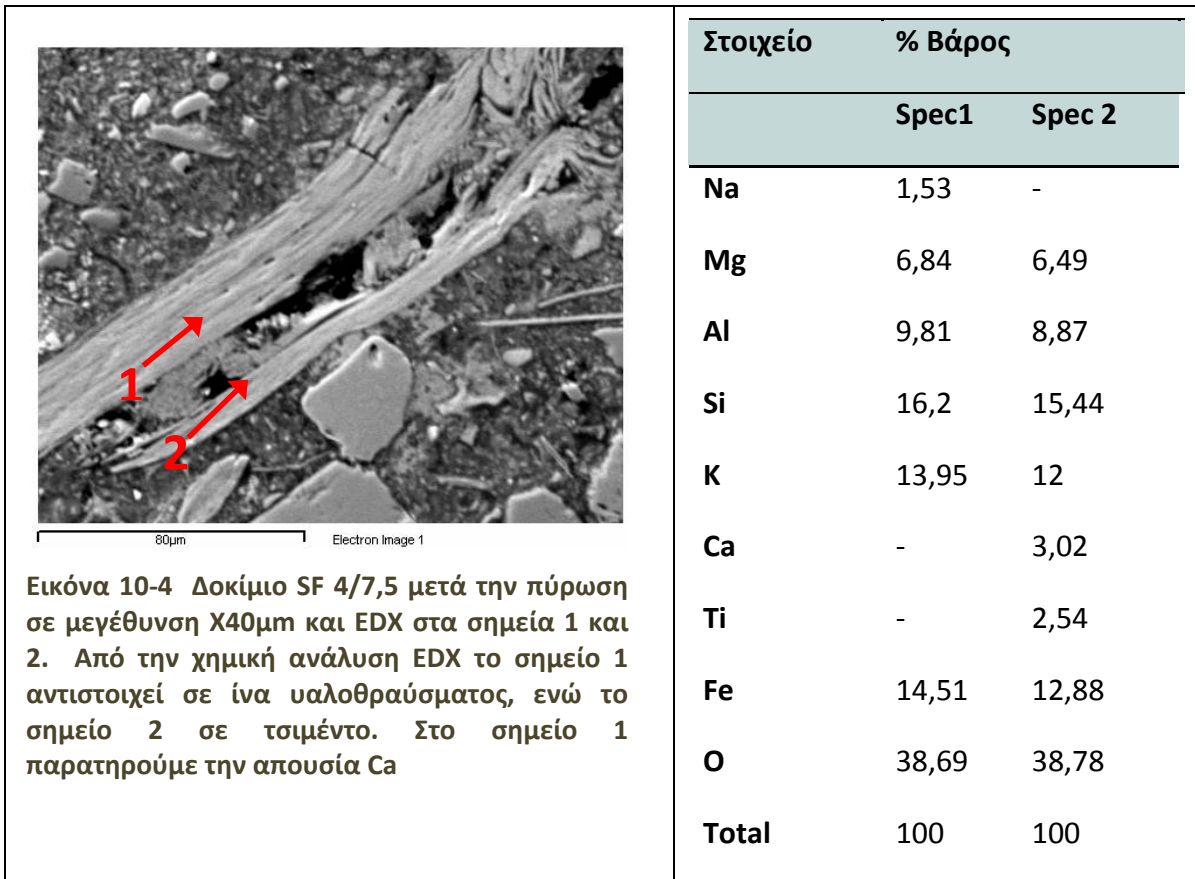 1
2
80µm Electron Image 1
Εικόνα 10-4 Δοκίμιο SF 4/7,5 μετά την πύρωση
σε μεγέθυνση Χ40μm και EDX στα σημεία 1 και
2. Από την χημική ανάλυση EDX το σημείο 1
αντιστοιχεί σε ίνα υαλοθραύσματος, ενώ το
σημείο 2 σε τσιμέντο. Στο σημείο 1
παρατηρούμε την απουσία Ca
Στοιχείο % Βάρος
Spec1 Spec 2
Na 1,53 -
Mg 6,84 6,49
Al 9,81 8,87
Si 16,2 15,44
K 13,95 12
Ca - 3,02
Ti - 2,54
Fe 14,51 12,88
O 38,69 38,78
Total 100 100